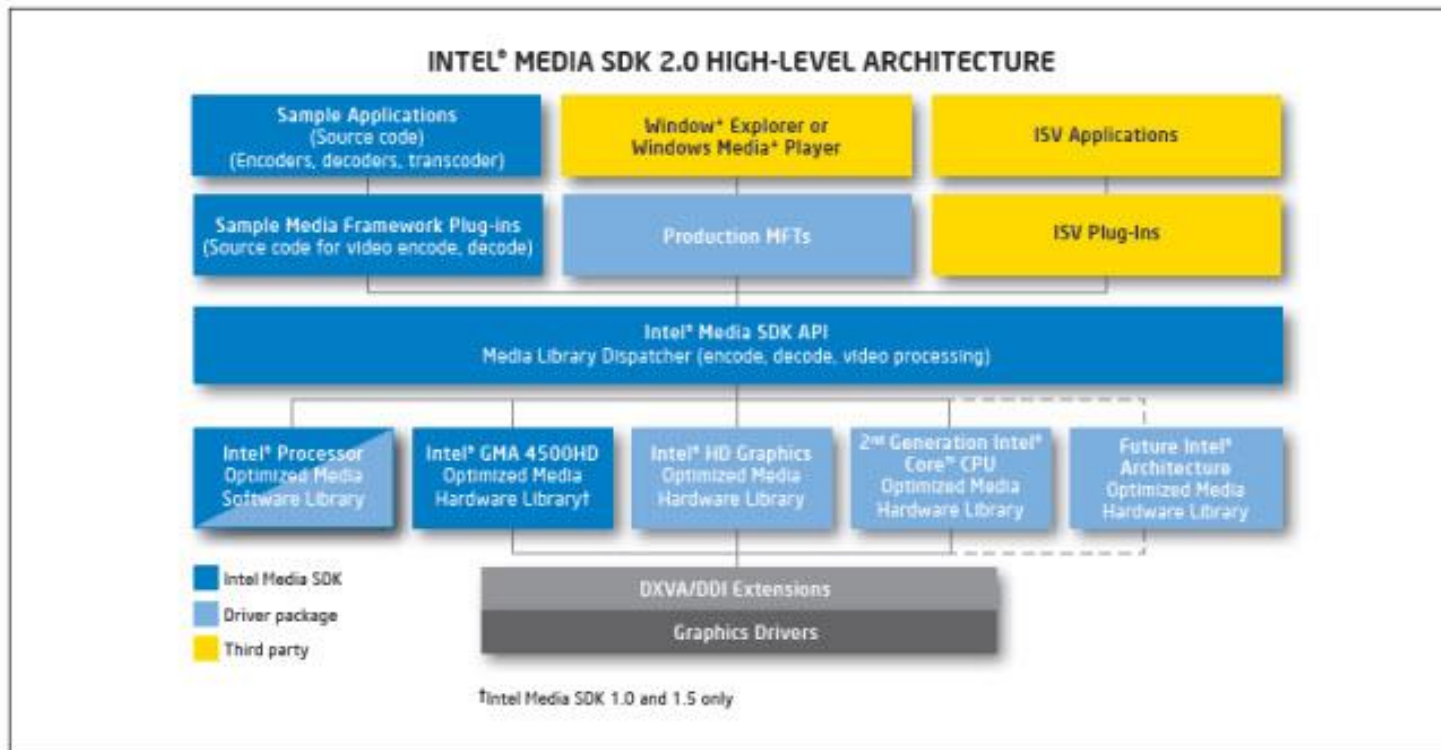 INTEL® MEDIA SDK 2.0 HIGH-LEVEL ARCHITECTURE
Sample Applications
(Source code)
(Encoders, decoders, transcoder)
Window* Explorer or
Windows Media* Player
ISV Applications
Sample Media Framework Plug-ins
(Source code for video encode, decode)
Production MFTs
ISV Plug-Ins
Intel® Media SDK API
Media Library Dispatcher (encode, decode, video processing)
Intel® Processor
Optimized Media
Software Library
Intel® GMA 4500HD
Optimized Media
Hardware Library†
Intel® HD Graphics
Optimized Media
Hardware Library
2nd Generation Intel®
Core™ CPU
Optimized Media
Hardware Library
Future Intel®
Architecture
Optimized Media
Hardware Library
Intel Media SDK
Driver package
Third party
DXVA/DDI Extensions
Graphics Drivers
†Intel Media SDK 1.0 and 1.5 only